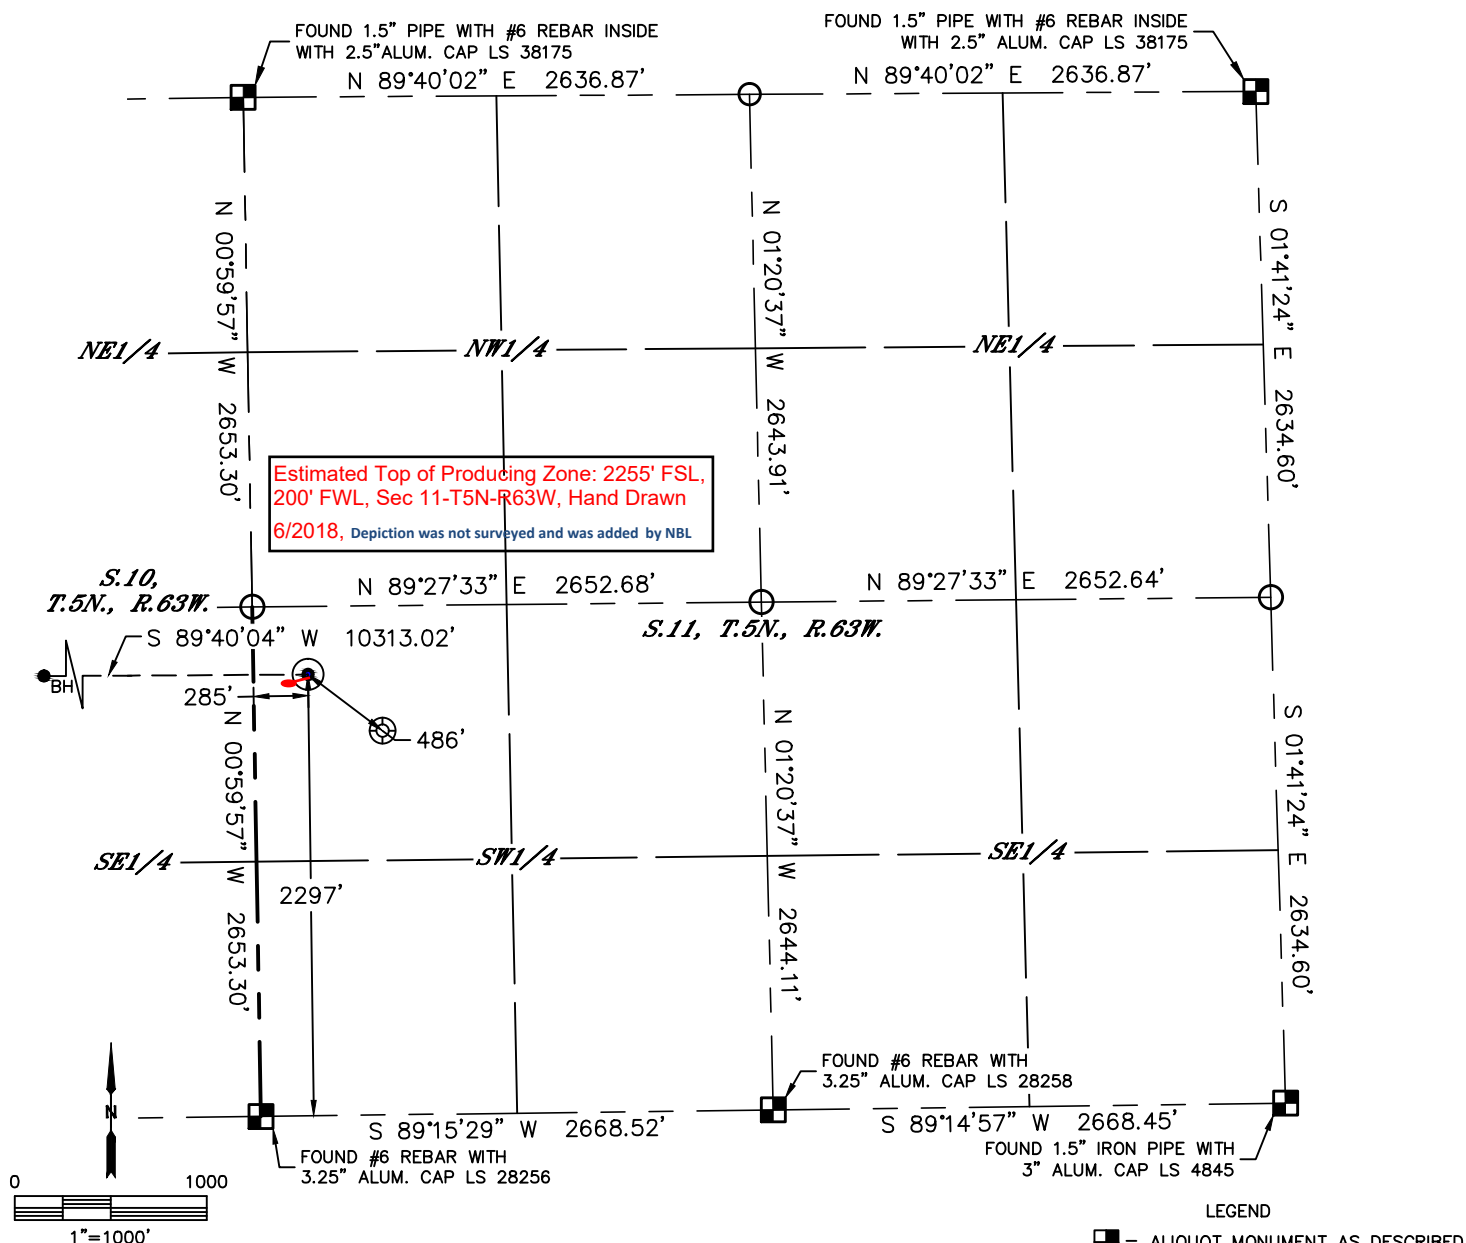 FOUND 1.5" PIPE WITH #6 REBAR INSIDE
WITH 2.5"ALUM. CAP LS 38175
FOUND 1.5" PIPE WITH #6 REBAR INSIDE
WITH 2.5" ALUM. CAP LS 38175
N 89°40'02" E 2636.87'
N 89°40'02" E 2636.87'
N 00°59'57" W 2653.30'
N 01°20'37" W 2643.91'
S 01°41'24" E 2634.60'
NE1/4
NW1/4
NE1/4
Estimated Top of Producing Zone: 2255' FSL,
200' FWL, Sec 11-T5N-R63W, Hand Drawn
6/2018, Depiction was not surveyed and was added by NBL
S.10,
T.5N., R.63W.
N 89°27'33" E 2652.68'
N 89°27'33" E 2652.64'
S 89°40'04" W 10313.02'
S.11, T.5N., R.63W.
BH
285'
486'
N 00°59'57" W 2653.30'
N 01°20'37" W 2644.11'
S 01°41'24" E 2634.60'
SE1/4
SW1/4
SE1/4
2297'
FOUND #6 REBAR WITH
3.25" ALUM. CAP LS 28258
N
S 89°15'29" W 2668.52'
S 89°14'57" W 2668.45'
FOUND #6 REBAR WITH
3.25" ALUM. CAP LS 28256
FOUND 1.5" IRON PIPE WITH
3" ALUM. CAP LS 4845
0 1000
1"=1000'
LEGEND
= ALIQUOT MONUMENT AS DESCRIBED